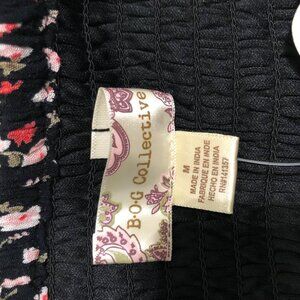 B·O·G Collective
M
MADE IN INDIA
FABRIQUE EN INDE
HECHO EN INDIA
RN#141357